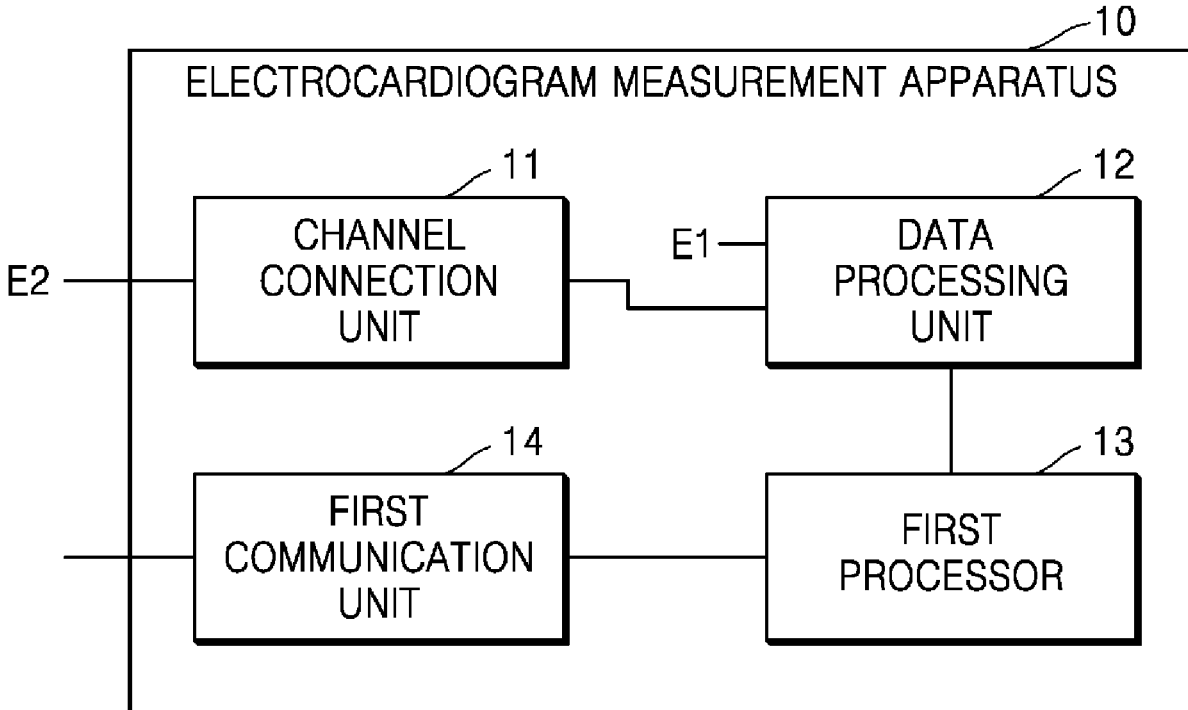 10
ELECTROCARDIOGRAM MEASUREMENT APPARATUS
11
CHANNEL
CONNECTION
UNIT
E2
12
E1
DATA
PROCESSING
UNIT
14
FIRST
COMMUNICATION
UNIT
13
FIRST
PROCESSOR